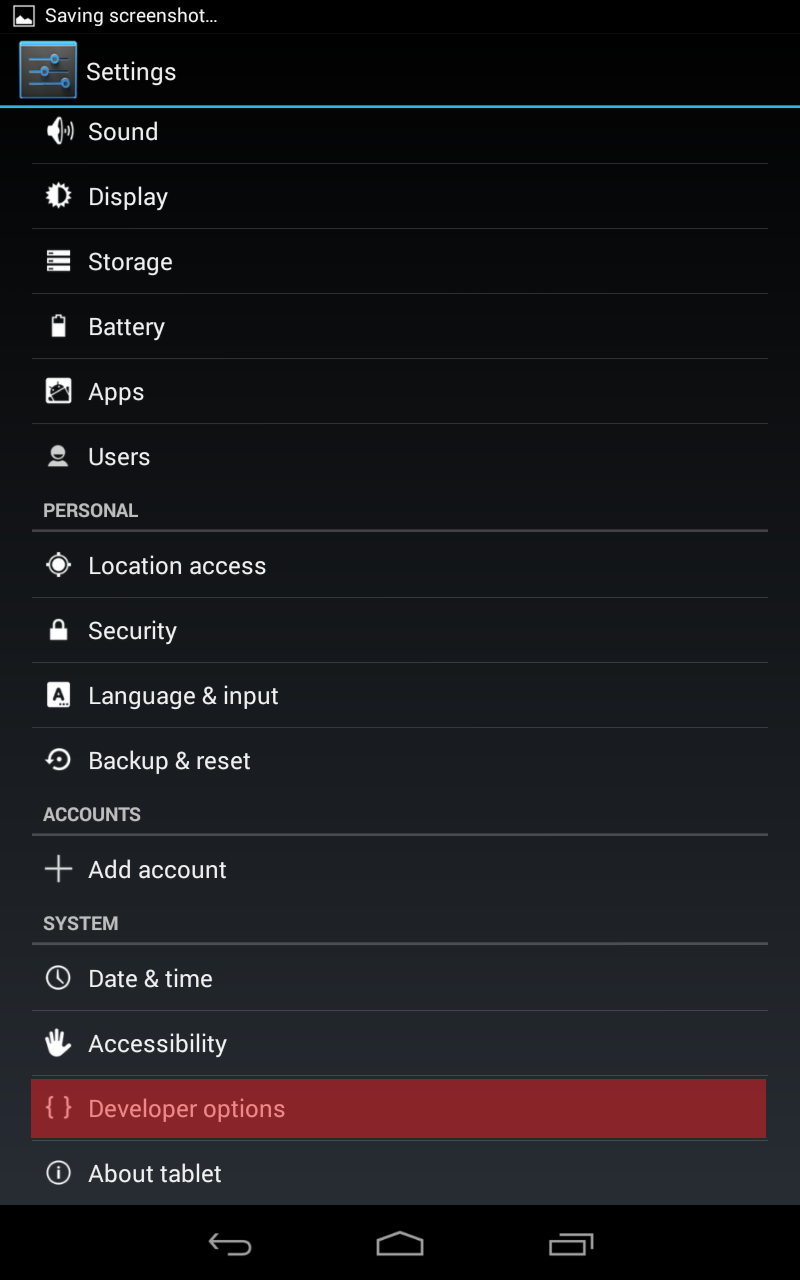 Saving screenshot...
Settings
Sound
Display
Storage
Battery
Apps
Users
PERSONAL
Location access
Security
A
Language & input
Backup & reset
ACCOUNTS
Add account
SYSTEM
Date & time
Accessibility
{ } Developer options
About tablet